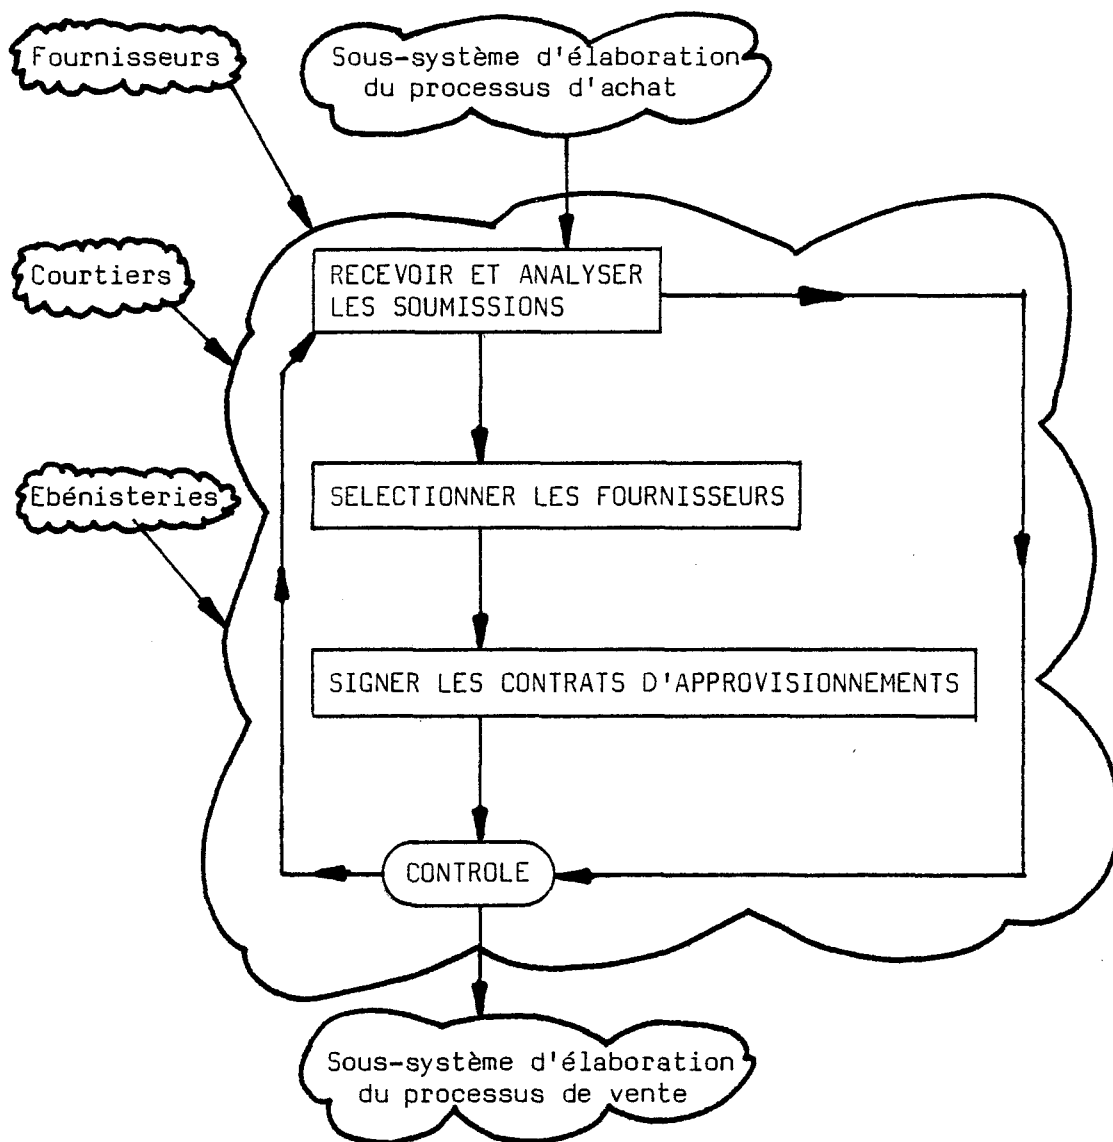 Fournisseurs
Sous-système d'élaboration
du processus d'achat
Courtiers
RECEVOIR ET ANALYSER
LES SOUMISSIONS
Ebénisteries
SELECTIONNER LES FOURNISSEURS
SIGNER LES CONTRATS D'APPROVISIONNEMENTS
CONTROLE
Sous-système d'élaboration
du processus de vente